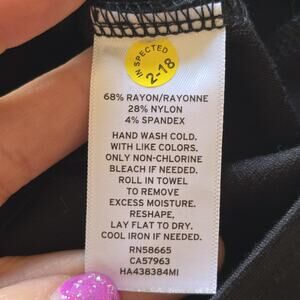 INSPECTED
2-18
68% RAYON/RAYONNE
28% NYLON
4% SPANDEX
HAND WASH COLD.
WITH LIKE COLORS.
ONLY NON-CHLORINE
BLEACH IF NEEDED.
ROLL IN TOWEL
TO REMOVE
EXCESS MOISTURE.
RESHAPE,
LAY FLAT TO DRY.
COOL IRON IF NEEDED.
RN58665
CA57963
HA438384MI